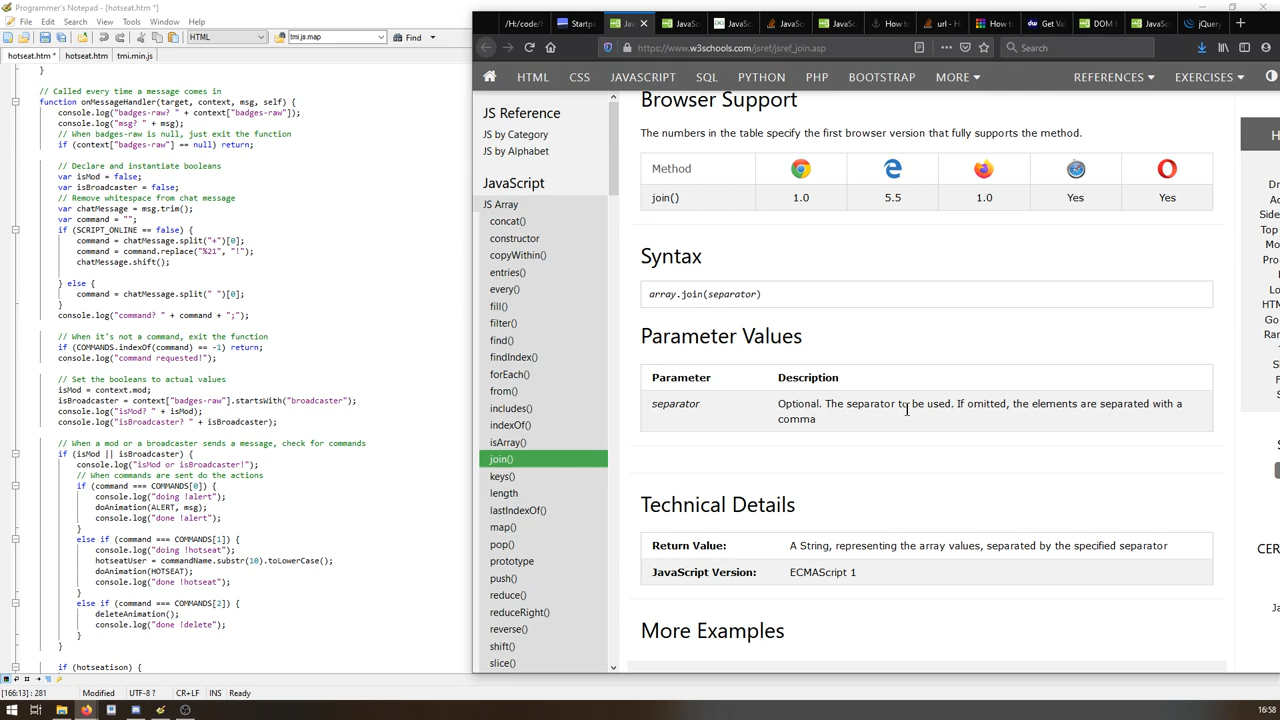 Programmer's Notepad - [hotseat.htm *]
File Edit Search View Tools Window Help
HTML tmi.js.map Find
hotseat.htm * hotseat.htm tmi.min.js
}
// Called every time a message comes in
function onMessageHandler(target, context, msg, self) {
console.log("badges-raw? " + context["badges-raw"]);
console.log("msg? " + msg);
// When badges-raw is null, just exit the function
if (context["badges-raw"] == null) return;
// Declare and instantiate booleans
var isMod = false;
var isBroadcaster = false;
// Remove whitespace from chat message
var chatMessage = msg.trim();
var command = "";
if (SCRIPT_ONLINE == false) {
command = chatMessage.split("+")[0];
command = command.replace("%21", "!");
chatMessage.shift();
} else {
command = chatMessage.split(" ")[0];
}
console.log("command? " + command + ";");
// When it's not a command, exit the function
if (COMMANDS.indexOf(command) == -1) return;
console.log("command requested!");
// Set the booleans to actual values
isMod = context.mod;
isBroadcaster = context["badges-raw"].startsWith("broadcaster");
console.log("isMod? " + isMod);
console.log("isBroadcaster? " + isBroadcaster);
// When a mod or a broadcaster sends a message, check for commands
if (isMod || isBroadcaster) {
console.log("isMod or isBroadcaster!");
// When commands are sent do the actions
if (command === COMMANDS[0]) {
console.log("doing !alert");
doAnimation(ALERT, msg);
console.log("done !alert");
}
else if (command === COMMANDS[1]) {
console.log("doing !hotseat");
hotseatUser = commandName.substr(10).toLowerCase();
doAnimation(HOTSEAT);
console.log("done !hotseat");
}
else if (command === COMMANDS[2]) {
deleteAnimation();
console.log("done !delete");
}
}
if (hotseatison) {
[166:13] : 281 Modified UTF-8 ? CR+LF INS Ready
/H:/code/ Startpa Jav JavaSc JavaSc JavaSc JavaSc How to url - H How to Get Val DOM F JavaSc jQuery
https://www.w3schools.com/jsref/jsref_join.asp
Search
HTML CSS JAVASCRIPT SQL PYTHON PHP BOOTSTRAP MORE REFERENCES EXERCISES
JS Reference
JS by Category
JS by Alphabet
JavaScript
JS Array
concat()
constructor
copyWithin()
entries()
every()
fill()
filter()
find()
findIndex()
forEach()
from()
includes()
indexOf()
isArray()
join()
keys()
length
lastIndexOf()
map()
pop()
prototype
push()
reduce()
reduceRight()
reverse()
shift()
slice()
Browser Support
The numbers in the table specify the first browser version that fully supports the method.
Method
join() 1.0 5.5 1.0 Yes Yes
Syntax
array.join(separator)
Parameter Values
Parameter Description
separator Optional. The separator to be used. If omitted, the elements are separated with a
comma
Technical Details
Return Value: A String, representing the array values, separated by the specified separator
JavaScript Version: ECMAScript 1
More Examples
16:58